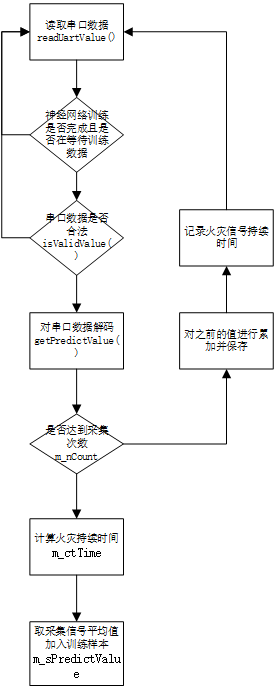 读取串口数据
readUartValue()
神经网络训练
是否完成且是
否在等待训练
数据
串口数据是否
合法
isValidValue(
)
对串口数据解码
getPredictValue(
)
是否达到采集
次数
m_nCount
计算火灾持续时间
m_ctTime
取采集信号平均值
加入训练样本
m_sPredictValu
e
记录火灾信号持续
时间
对之前的值进行累
加并保存